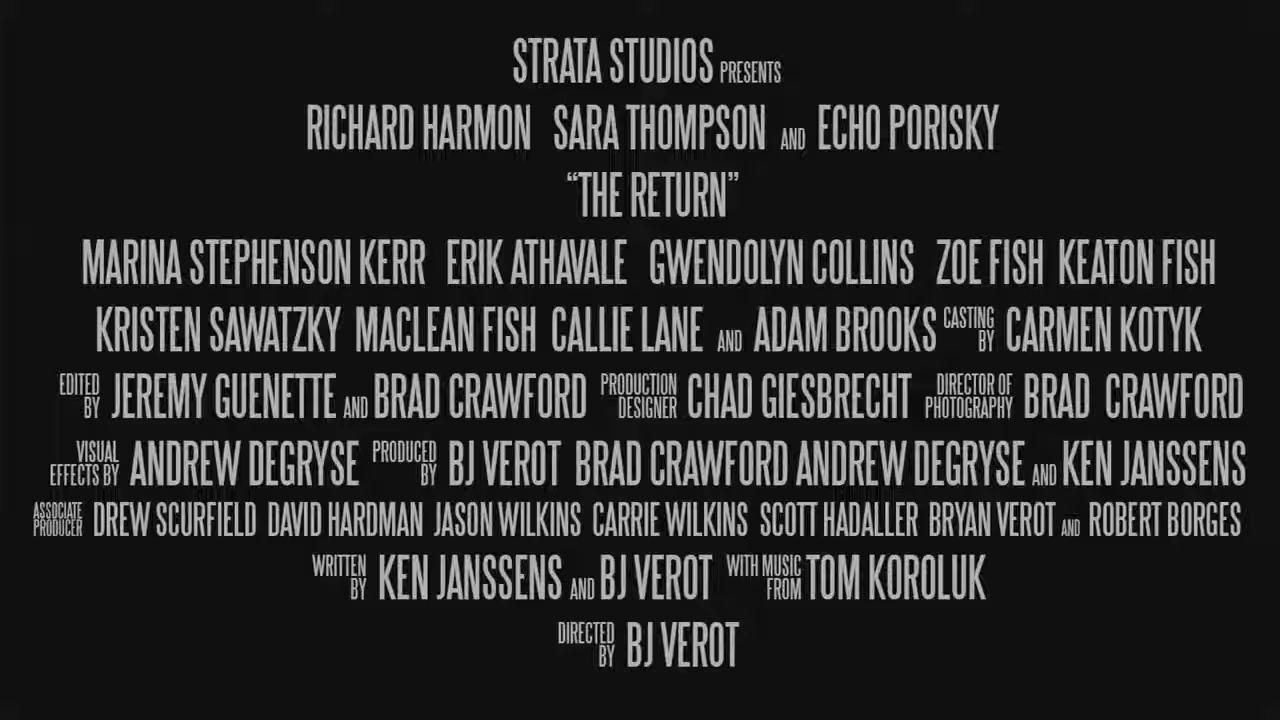 STRATA STUDIOS PRESENTS
RICHARD HARMON SARA THOMPSON AND ECHO PORISKY
“THE RETURN”
MARINA STEPHENSON KERR ERIK ATHAVALE GWENDOLYN COLLINS ZOE FISH KEATON FISH
KRISTEN SAWATZKY MACLEAN FISH CALLIE LANE AND ADAM BROOKS CASTING BY CARMEN KOTYK
EDITED BY JEREMY GUENETTE AND BRAD CRAWFORD PRODUCTION DESIGNER CHAD GIESBRECHT DIRECTOR OF PHOTOGRAPHY BRAD CRAWFORD
VISUAL EFFECTS BY ANDREW DEGRYSE PRODUCED BY BJ VEROT BRAD CRAWFORD ANDREW DEGRYSE AND KEN JANSSENS
ASSOCIATE PRODUCER DREW SCURFIELD DAVID HARDMAN JASON WILKINS CARRIE WILKINS SCOTT HADALLER BRYAN VEROT AND ROBERT BORGES
WRITTEN BY KEN JANSSENS AND BJ VEROT WITH MUSIC FROM TOM KOROLUK
DIRECTED BY BJ VEROT